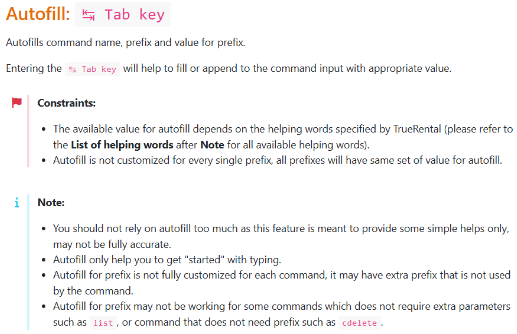 Autofill: ↹ Tab key
Autofills command name, prefix and value for prefix.
Entering the ↹ Tab key will help to fill or append to the command input with appropriate value.
Constraints:
• The available value for autofill depends on the helping words specified by TrueRental (please refer to
the List of helping words after Note for all available helping words).
• Autofill is not customized for every single prefix, all prefixes will have same set of value for autofill.
Note:
• You should not rely on autofill too much as this feature is meant to provide some simple helps only,
may not be fully accurate.
• Autofill only help you to get "started" with typing.
• Autofill for prefix is not fully customized for each command, it may have extra prefix that is not used
by the command.
• Autofill for prefix may not be working for some commands which does not require extra parameters
such as list, or command that does not need prefix such as cdelete.